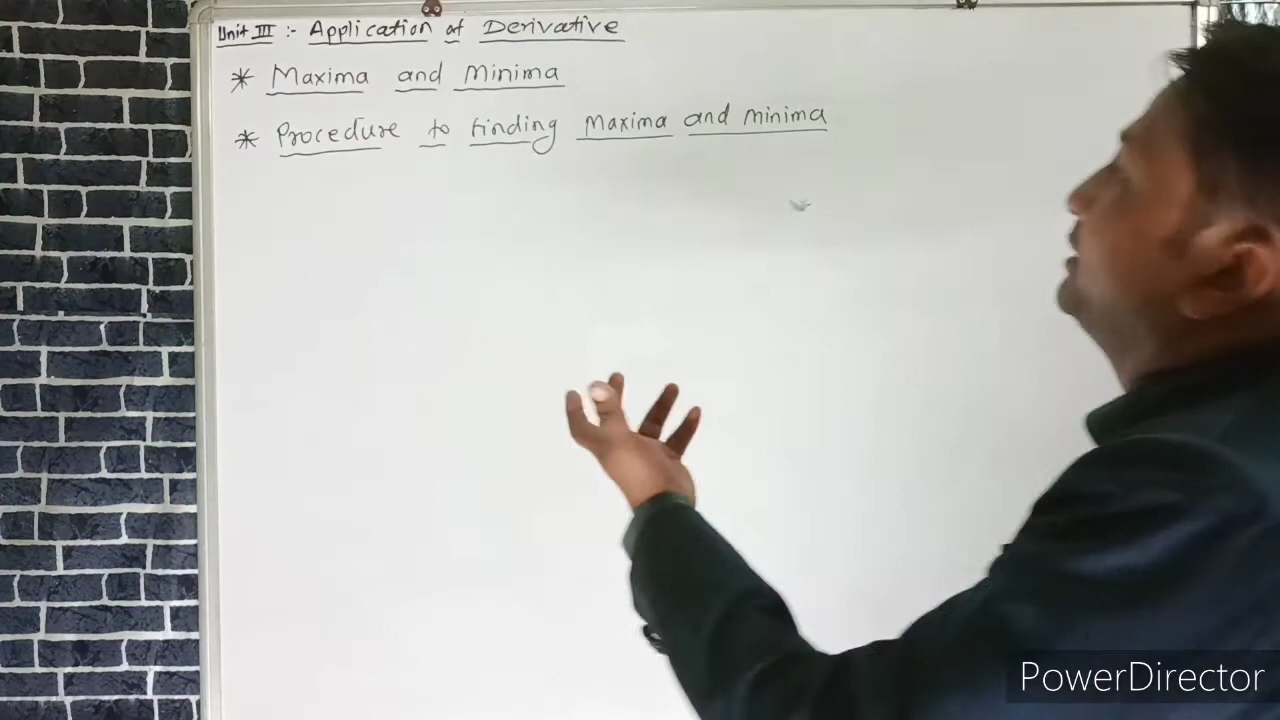 Unit III :- Application of Derivative
* Maxima and Minima
* Procedure to Finding Maxima and minima
PowerDirector